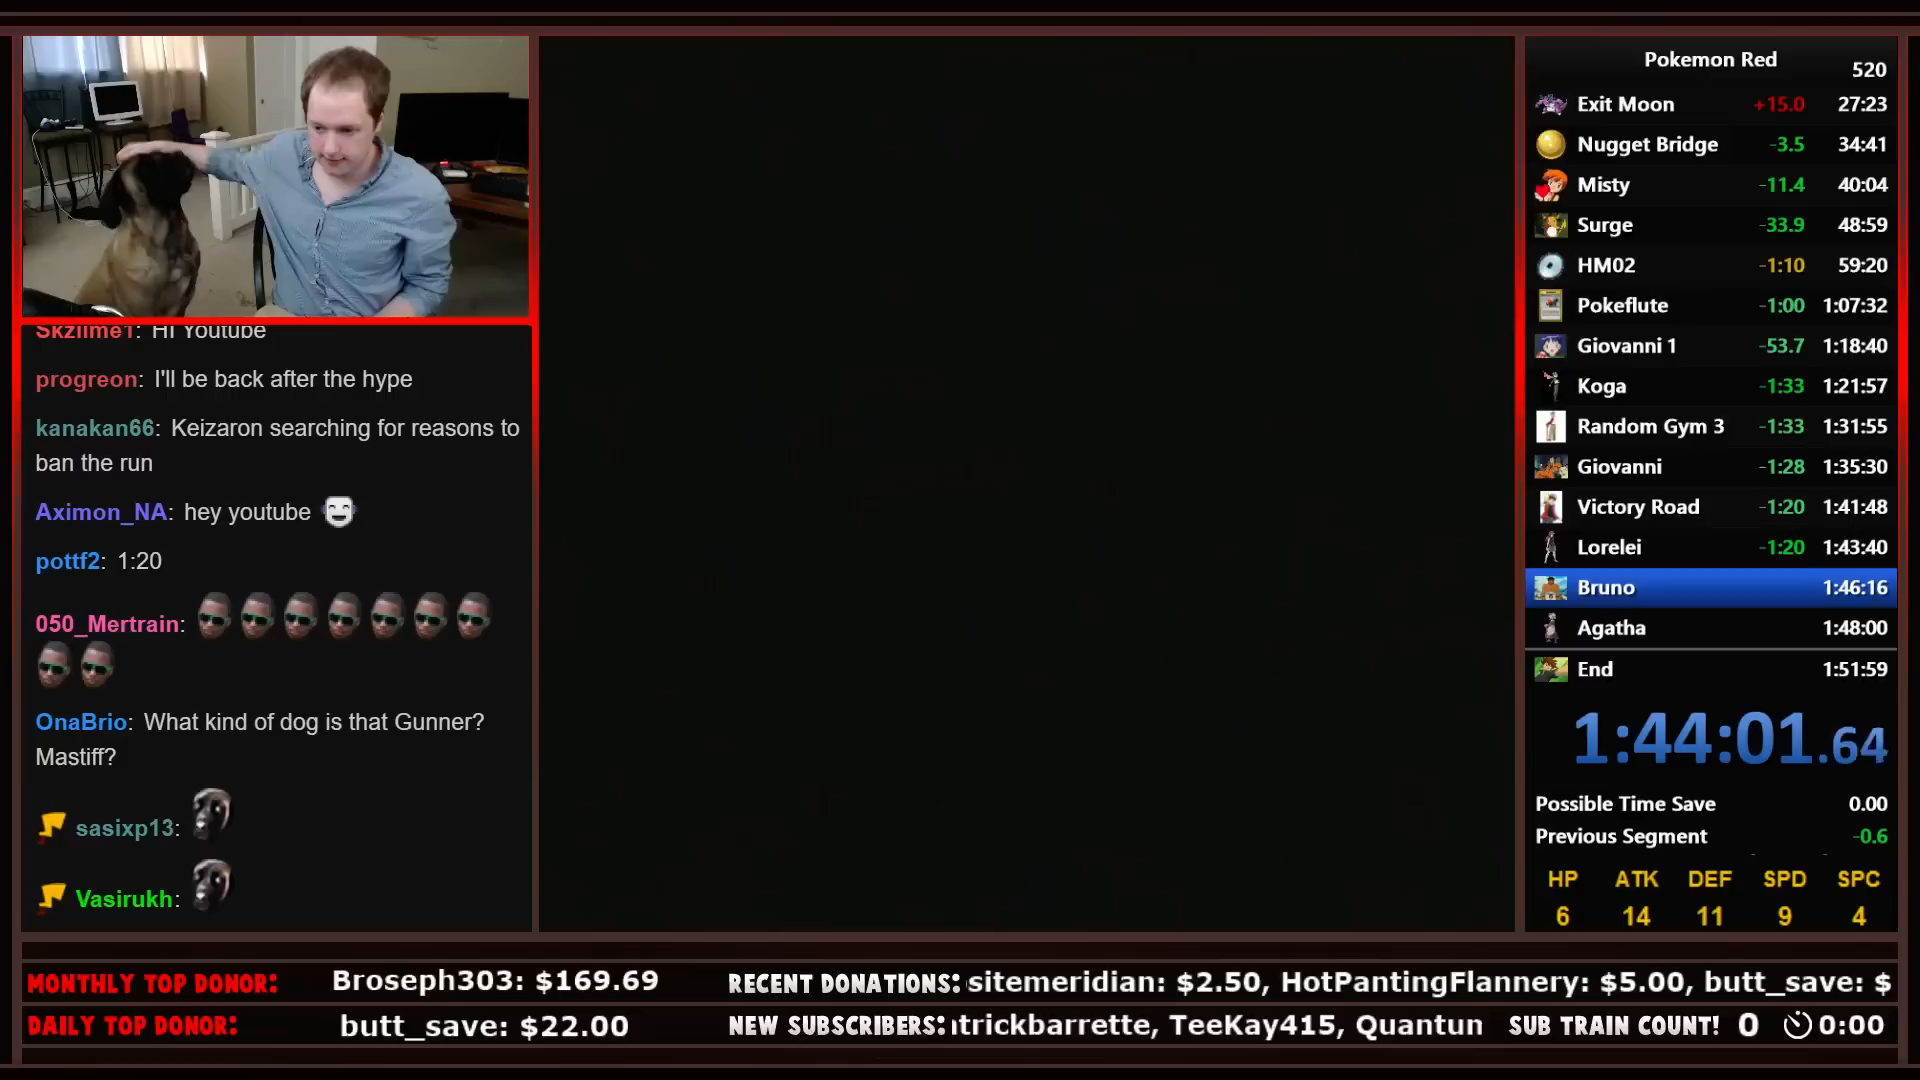 Skzlime1: Hi Youtube
progreon: I'll be back after the hype
kanakan66: Keizaron searching for reasons to
ban the run
Aximon_NA: hey youtube
pottf2: 1:20
050_Mertrain:
OnaBrio: What kind of dog is that Gunner?
Mastiff?
sasixp13:
Vasirukh:
Pokemon Red
520
Exit Moon +15.0 27:23
Nugget Bridge -3.5 34:41
Misty -11.4 40:04
Surge -33.9 48:59
HM02 -1:10 59:20
Pokeflute -1:00 1:07:32
Giovanni 1 -53.7 1:18:40
Koga -1:33 1:21:57
Random Gym 3 -1:33 1:31:55
Giovanni -1:28 1:35:30
Victory Road -1:20 1:41:48
Lorelei -1:20 1:43:40
Bruno 1:46:16
Agatha 1:48:00
End 1:51:59
1:44:01.64
Possible Time Save 0.00
Previous Segment -0.6
HP ATK DEF SPD SPC
6 14 11 9 4
MONTHLY TOP DONOR: Broseph303: $169.69
RECENT DONATIONS: sitemeridian: $2.50, HotPantingFlannery: $5.00, butt_save: $
DAILY TOP DONOR: butt_save: $22.00
NEW SUBSCRIBERS: trickbarrette, TeeKay415, Quantun
SUB TRAIN COUNT! 0 0:00